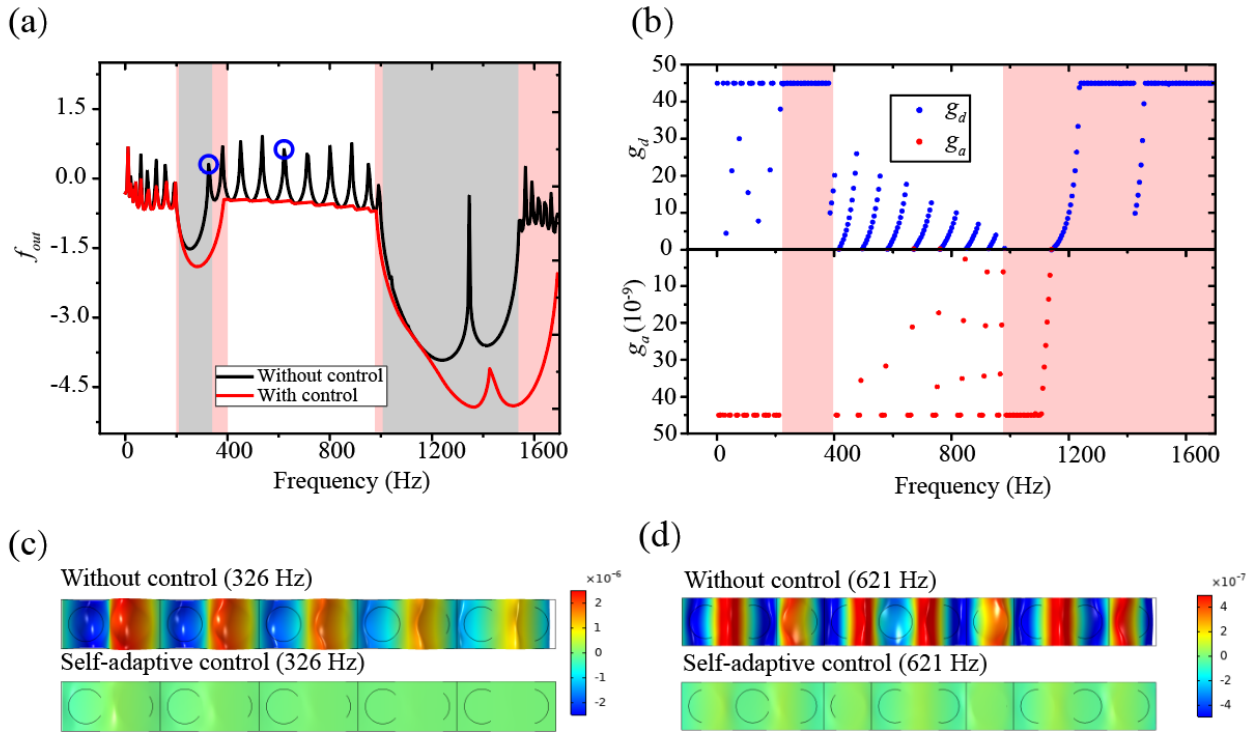 (a)
1.5
0.0
-1.5
-3.0
-4.5
f_out
Without control
With control
0 400 800 1200 1600
Frequency (Hz)
(b)
50
40
30
20
10
0
10
20
30
40
50
g_d
g_a (10⁻⁹)
g_d
g_a
0 400 800 1200 1600
Frequency (Hz)
(c)
Without control (326 Hz)
Self-adaptive control (326 Hz)
×10⁻⁶
2
1
0
-1
-2
(d)
Without control (621 Hz)
Self-adaptive control (621 Hz)
×10⁻⁷
4
2
0
-2
-4